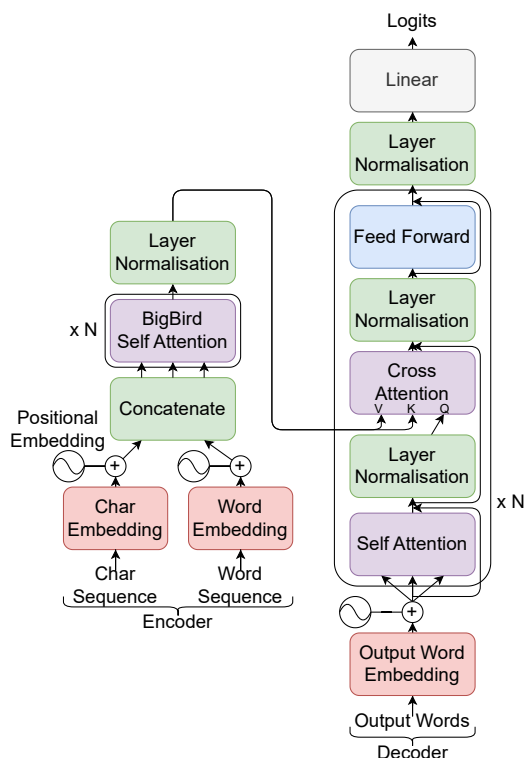 Logits
Linear
Layer
Normalisation
Feed Forward
Layer
Normalisation
Cross
Attention
V K Q
Layer
Normalisation
Self Attention
x N
Output Word
Embedding
Output Words
Decoder
Layer
Normalisation
BigBird
Self Attention
x N
Concatenate
Positional
Embedding
Char
Embedding
Word
Embedding
Char
Sequence
Word
Sequence
Encoder